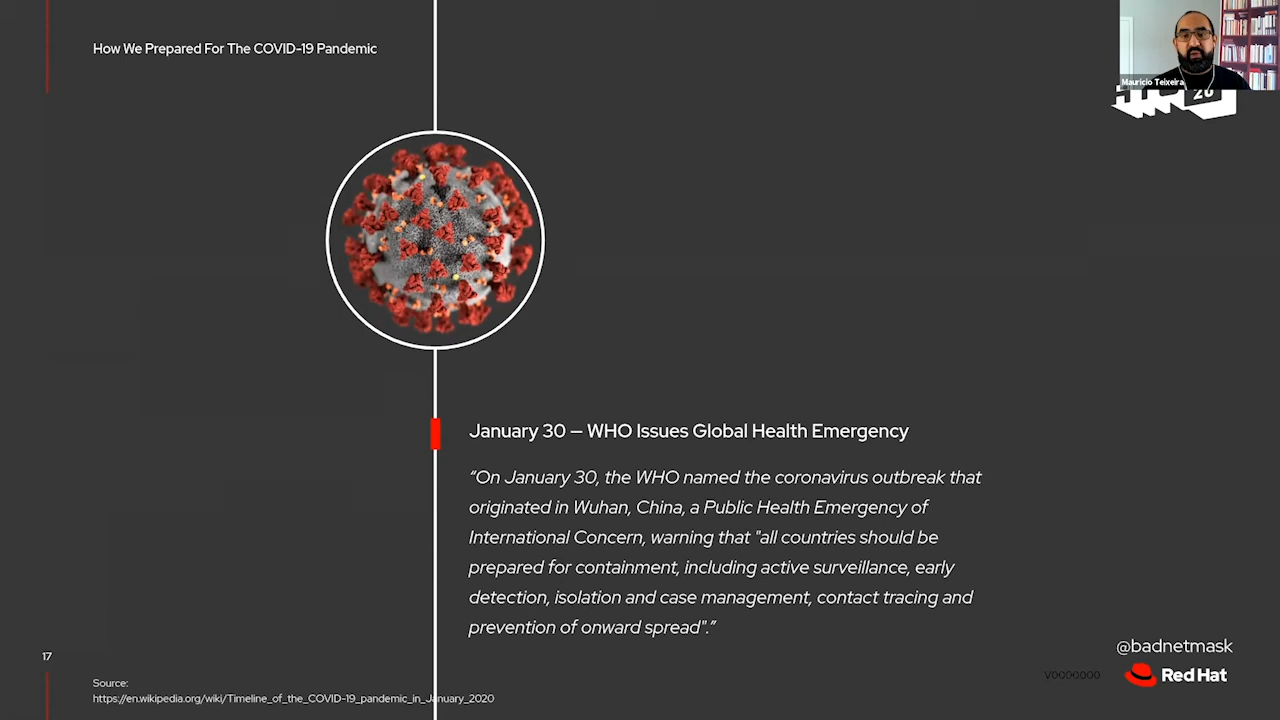 How We Prepared For The COVID-19 Pandemic
Mauricio Teixeira
20
January 30 — WHO Issues Global Health Emergency
“On January 30, the WHO named the coronavirus outbreak that
originated in Wuhan, China, a Public Health Emergency of
International Concern, warning that "all countries should be
prepared for containment, including active surveillance, early
detection, isolation and case management, contact tracing and
prevention of onward spread".”
@badnetmask
17
V0000000
Red Hat
Source:
https://en.wikipedia.org/wiki/Timeline_of_the_COVID-19_pandemic_in_January_2020